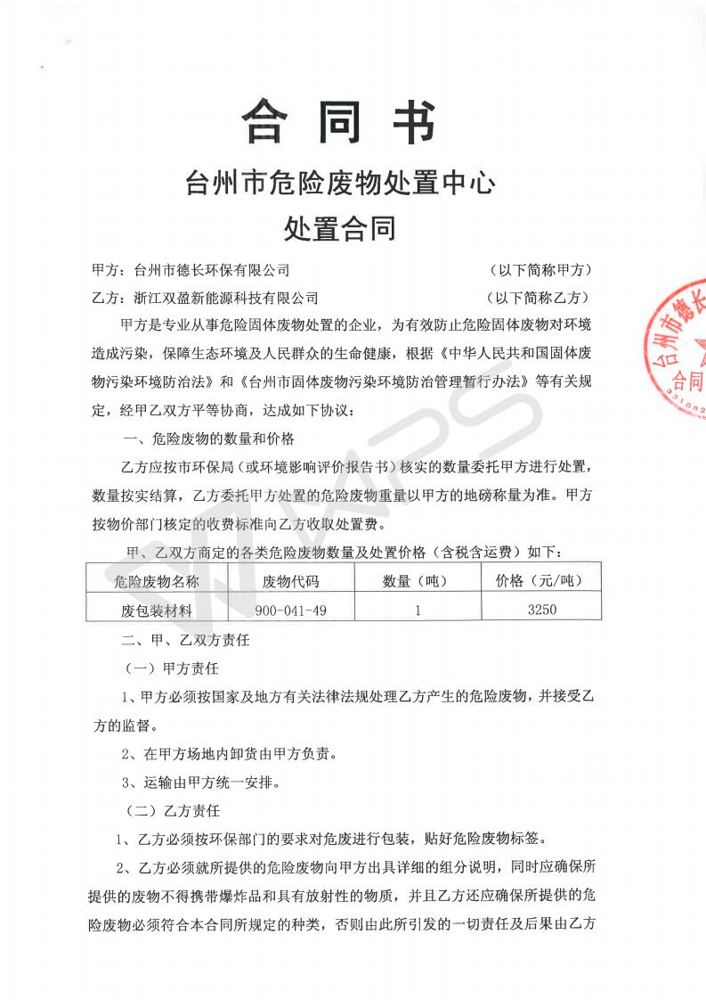 合同书
台州市危险废物处置中心
处置合同
甲方：台州市德长环保有限公司 （以下简称甲方）
乙方：浙江双盈新能源科技有限公司 （以下简称乙方）
甲方是专业从事危险固体废物处置的企业，为有效防止危险固体废物对环境
造成污染，保障生态环境及人民群众的生命健康，根据《中华人民共和国固体废
物污染环境防治法》和《台州市固体废物污染环境防治管理暂行办法》等有关规
定，经甲乙双方平等协商，达成如下协议：
一、危险废物的数量和价格
乙方应按市环保局（或环境影响评价报告书）核实的数量委托甲方进行处置，
数量按实结算，乙方委托甲方处置的危险废物重量以甲方的地磅称量为准。甲方
按物价部门核定的收费标准向乙方收取处置费。
甲、乙双方商定的各类危险废物数量及处置价格（含税含运费）如下：
危险废物名称 废物代码 数量（吨） 价格（元/吨）
废包装材料 900-041-49 1 3250
二、甲、乙双方责任
（一）甲方责任
1、甲方必须按国家及地方有关法律法规处理乙方产生的危险废物，并接受乙
方的监督。
2、在甲方场地内卸货由甲方负责。
3、运输由甲方统一安排。
（二）乙方责任
1、乙方必须按环保部门的要求对危废进行包装，贴好危险废物标签。
2、乙方必须就所提供的危险废物向甲方出具详细的组分说明，同时应确保所
提供的废物不得携带爆炸品和具有放射性的物质，并且乙方还应确保所提供的危
险废物必须符合本合同所规定的种类，否则由此所引发的一切责任及后果由乙方
台州市德长
合同
331082
WPS